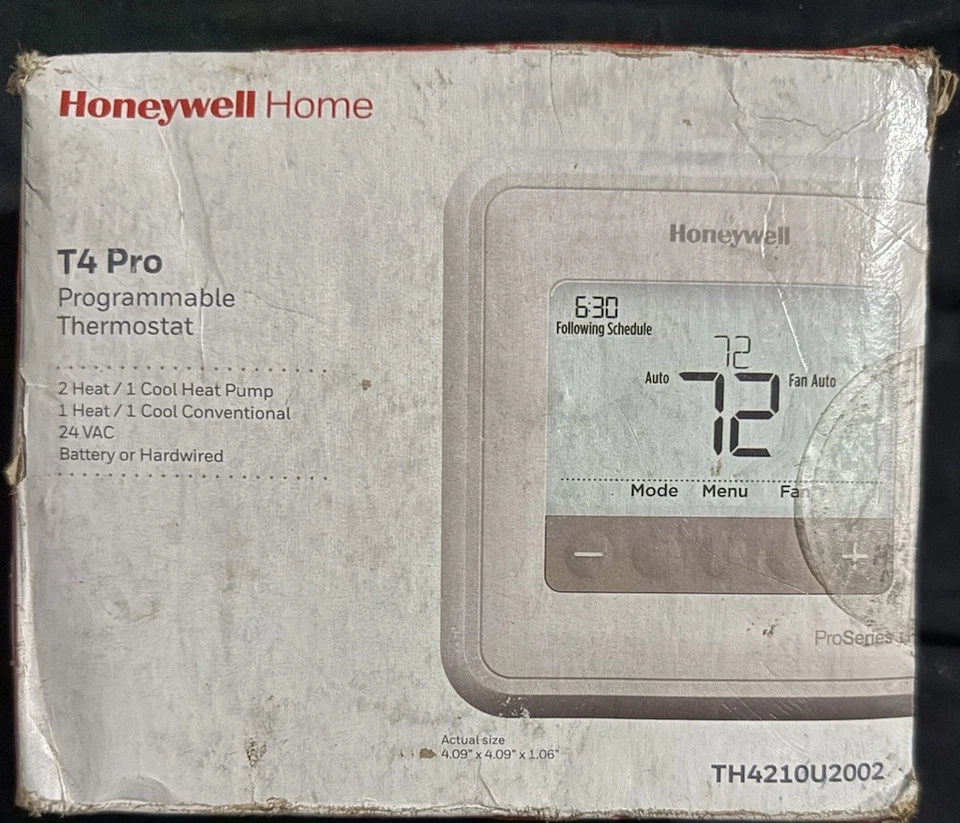 Honeywell Home
T4 Pro
Programmable
Thermostat
2 Heat / 1 Cool Heat Pump
1 Heat / 1 Cool Conventional
24 VAC
Battery or Hardwired
Honeywell
6:30
Following Schedule
72
Auto
72
Fan Auto
Mode Menu Fan
— +
ProSeries
Actual size
4.09" x 4.09" x 1.06"
TH4210U2002